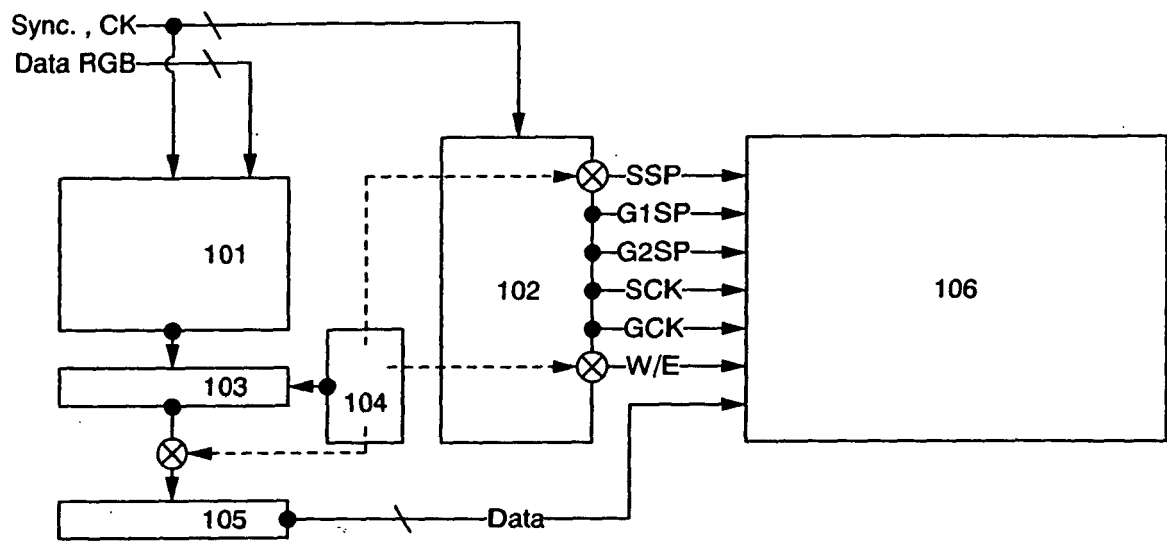 Sync. , CK
Data RGB
SSP
G1SP
101
G2SP
102
SCK
106
GCK
W/E
103
104
105
Data